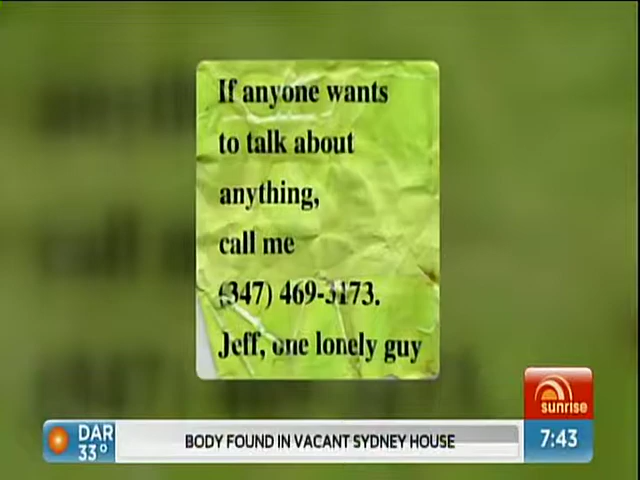 If anyone wants
to talk about
anything,
call me
(347) 469-3173.
Jeff, one lonely guy
sunrise
DAR
33°
BODY FOUND IN VACANT SYDNEY HOUSE
7:43